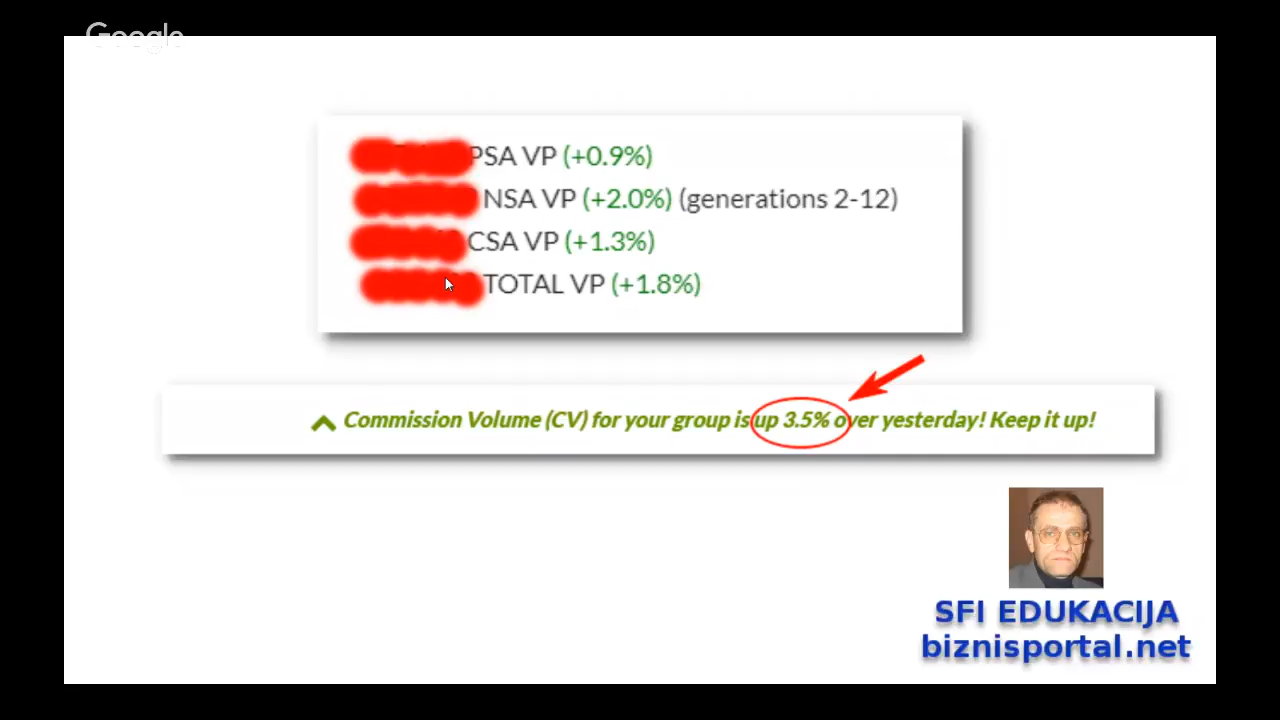 Google
PSA VP (+0.9%)
NSA VP (+2.0%) (generations 2-12)
CSA VP (+1.3%)
TOTAL VP (+1.8%)
Commission Volume (CV) for your group is up 3.5% over yesterday! Keep it up!
SFI EDUKACIJA
biznisportal.net